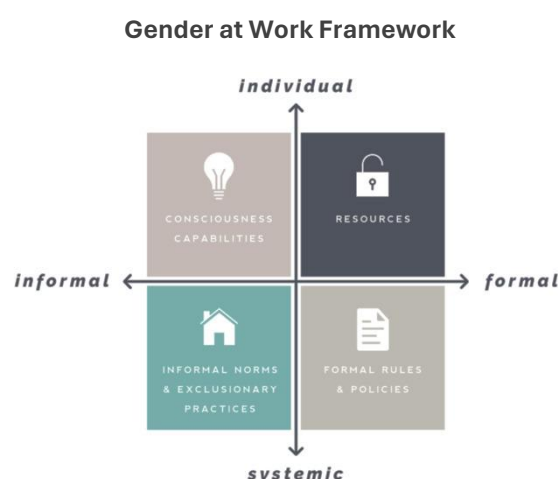 Gender at Work Framework
individual
CONSCIOUSNESS
CAPABILITIES
RESOURCES
informal
formal
INFORMAL NORMS
& EXCLUSIONARY
PRACTICES
FORMAL RULES
& POLICIES
systemic